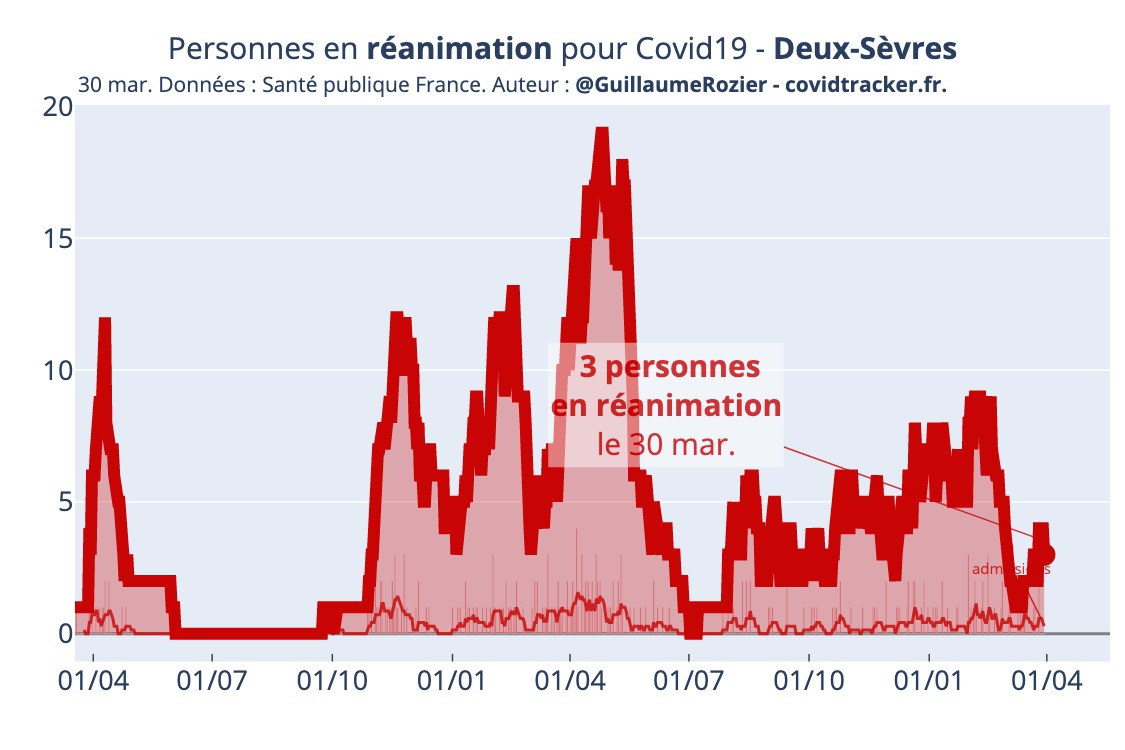 Personnes en réanimation pour Covid19 - Deux-Sèvres
30 mar. Données : Santé publique France. Auteur : @GuillaumeRozier - covidtracker.fr.
20
15
10
5
0
3 personnes
en réanimation
le 30 mar.
admissions
01/04 01/07 01/10 01/01 01/04 01/07 01/10 01/01 01/04